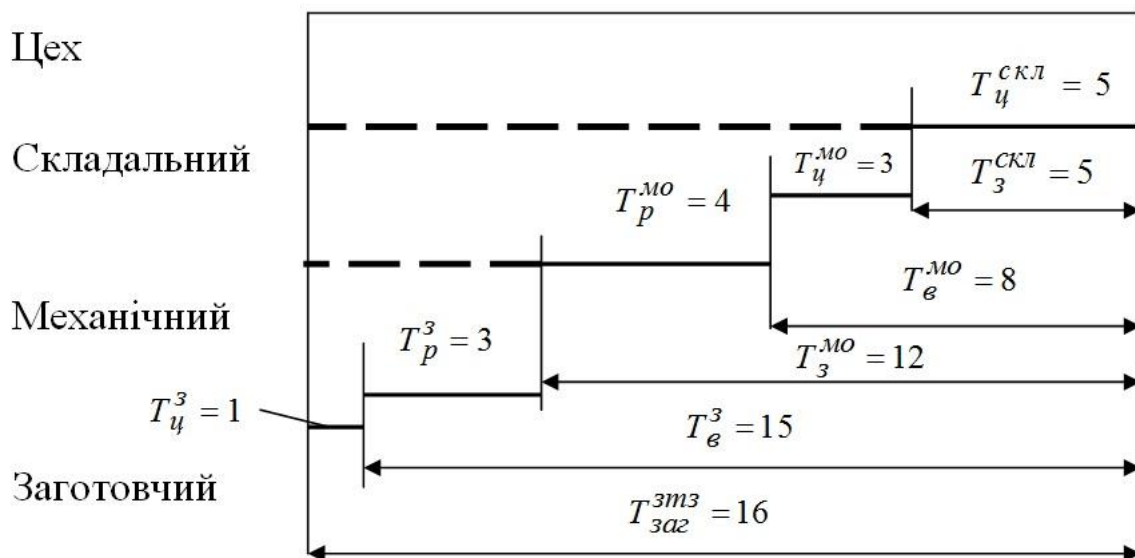 Цех
T_ц^скл = 5
Складальний
T_ц^мо = 3
T_з^скл = 5
T_р^мо = 4
T_в^мо = 8
Механічний
T_р^з = 3
T_з^мо = 12
T_ц^з = 1
T_в^з = 15
Заготовчий
T_заг^зтз = 16